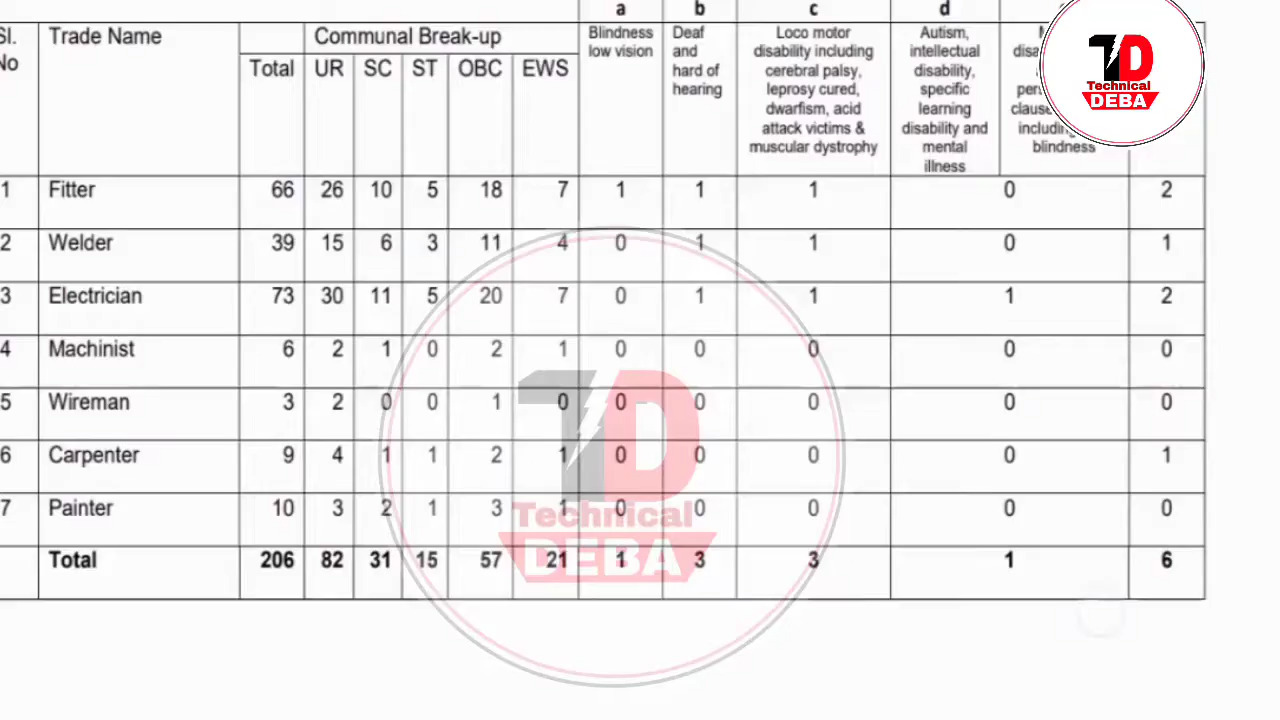 a b c d
Sl. No Trade Name Communal Break-up Blindness low vision Deaf and hard of hearing Loco motor disability including cerebral palsy, leprosy cured, dwarfism, acid attack victims & muscular dystrophy Autism, intellectual disability, specific learning disability and mental illness blindness
Total UR SC ST OBC EWS
1 Fitter 66 26 10 5 18 7 1 1 1 0 2
2 Welder 39 15 6 3 11 4 0 1 1 0 1
3 Electrician 73 30 11 5 20 7 0 1 1 1 2
4 Machinist 6 2 1 0 2 1 0 0 0 0 0
5 Wireman 3 2 0 0 1 0 0 0 0 0 0
6 Carpenter 9 4 1 1 2 1 0 0 0 0 1
7 Painter 10 3 2 1 3 1 0 0 0 0 0
Total 206 82 31 15 57 21 1 3 3 1 6
TD
Technical
DEBA
TD
Technical
DEBA